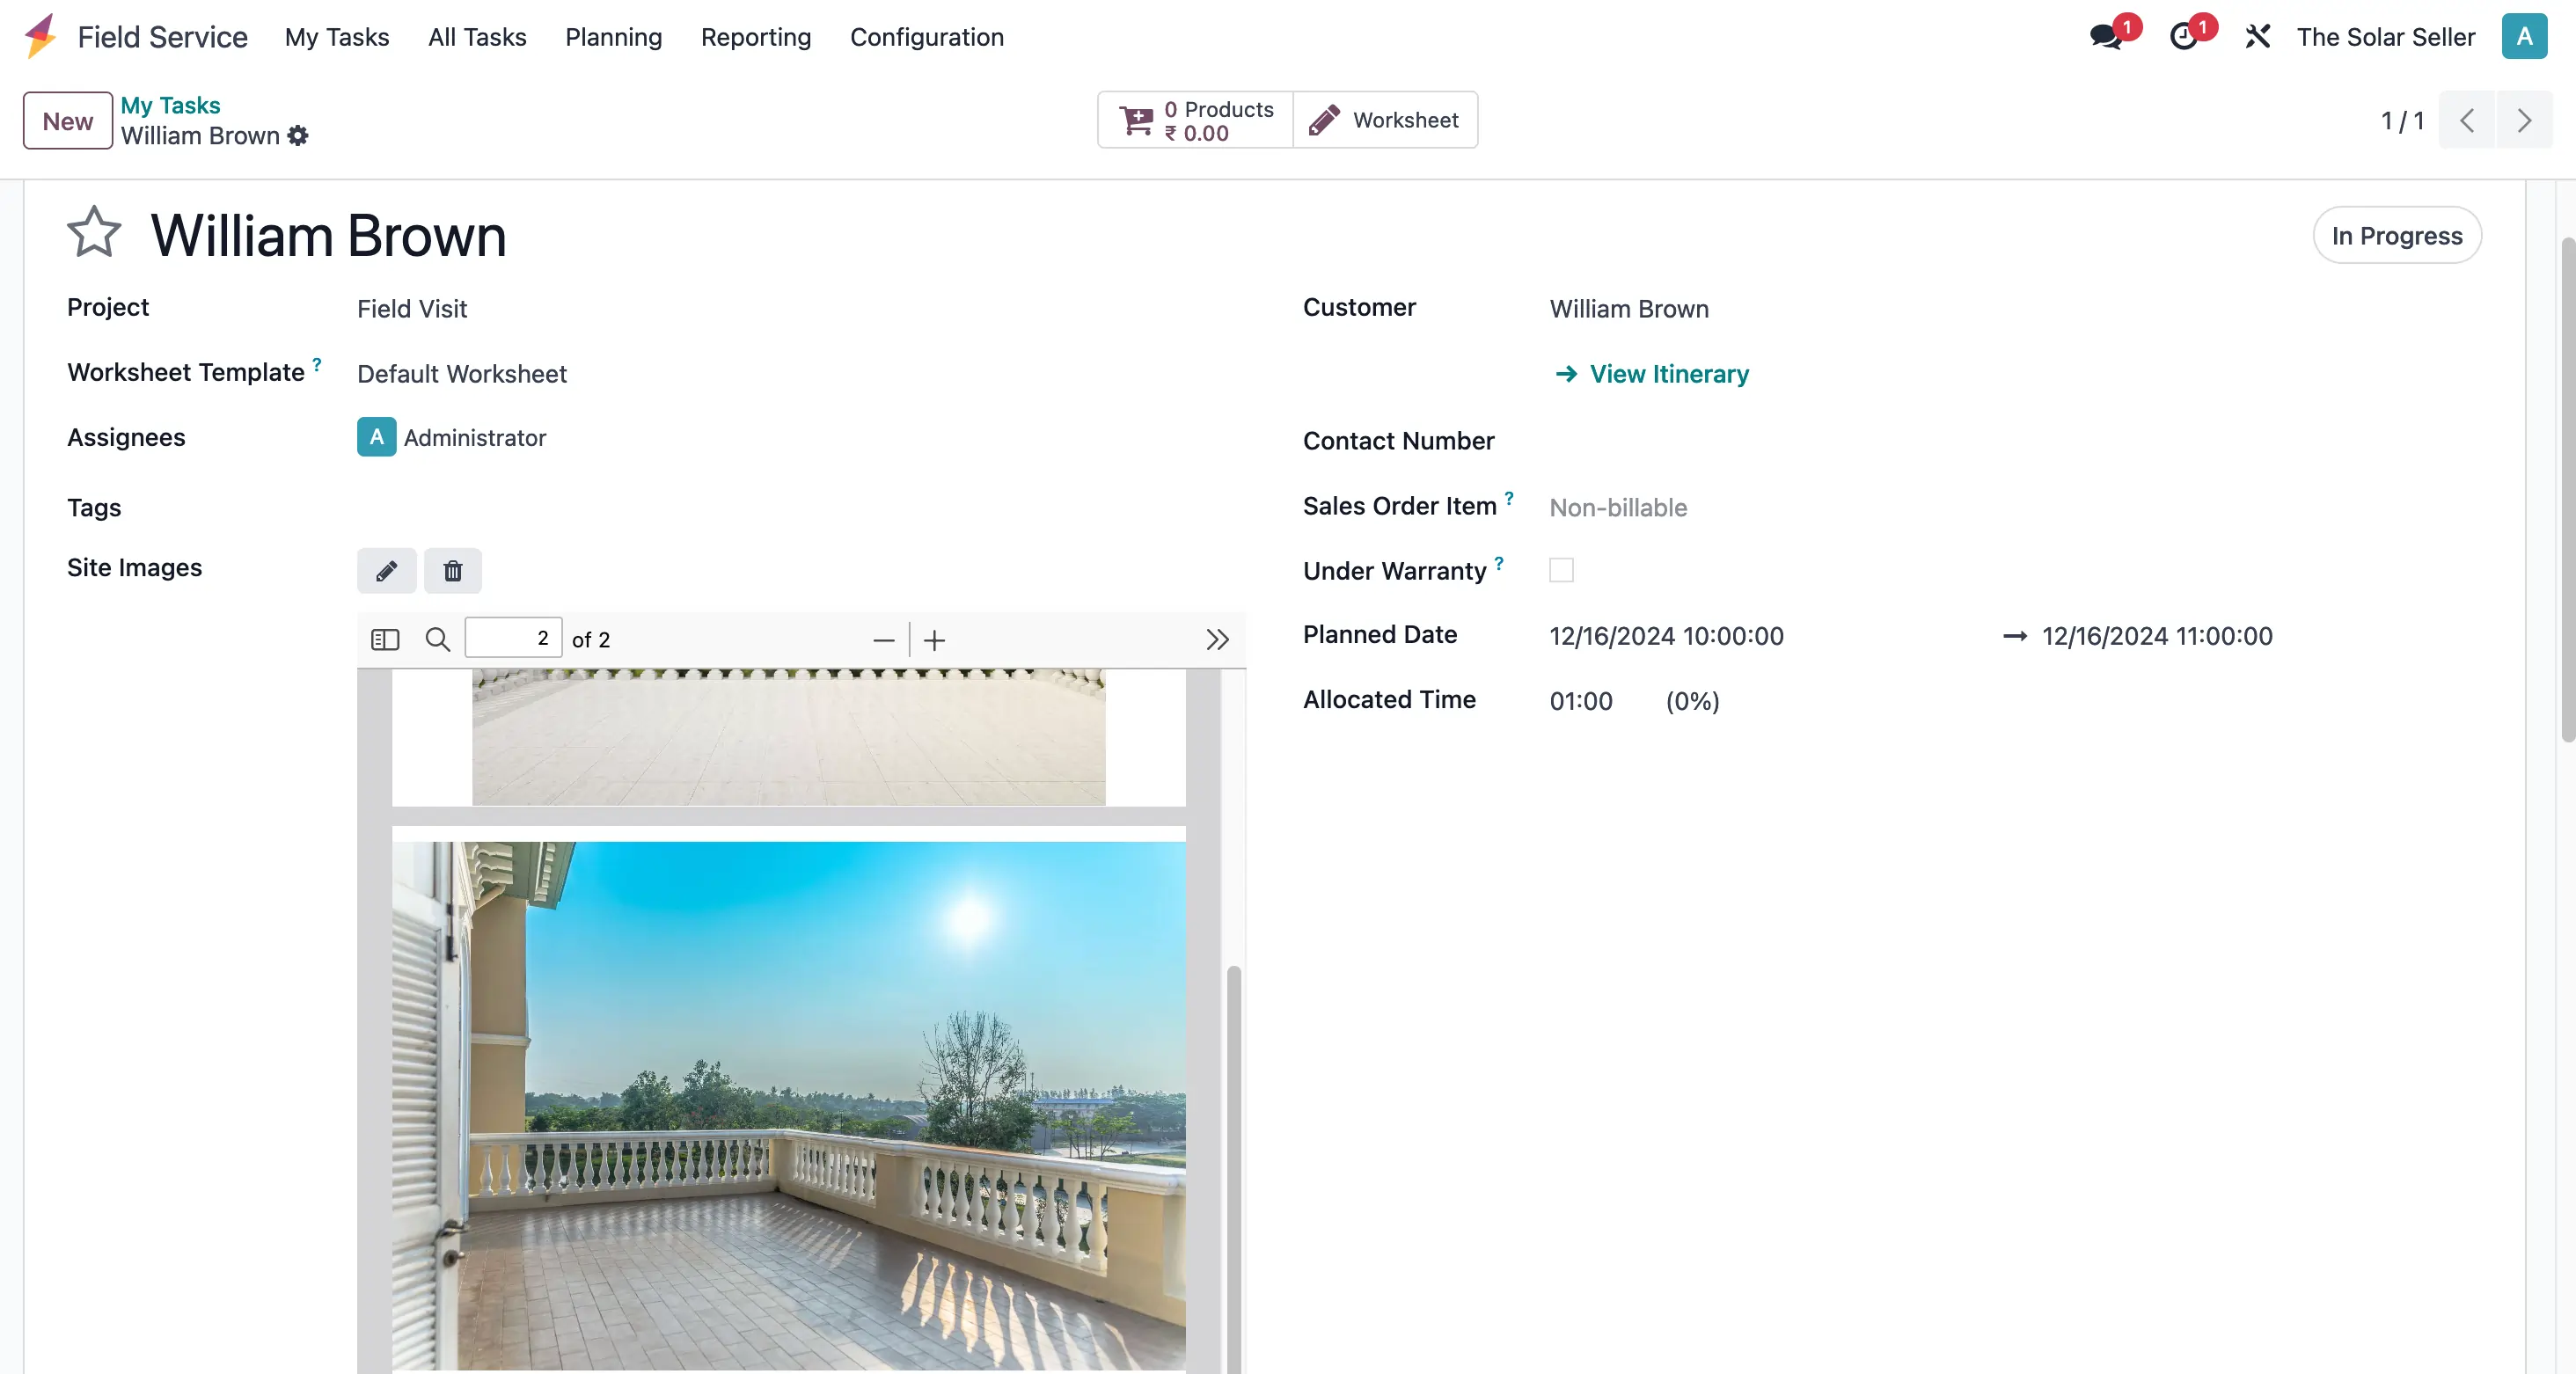 Field Service My Tasks All Tasks Planning Reporting Configuration 1 1 The Solar Seller A
New My Tasks
William Brown
0 Products
₹ 0.00
Worksheet
1 / 1
William Brown
In Progress
Project Field Visit
Worksheet Template ? Default Worksheet
Assignees A Administrator
Tags
Site Images
2 of 2
Customer William Brown
View Itinerary
Contact Number
Sales Order Item ? Non-billable
Under Warranty ?
Planned Date 12/16/2024 10:00:00 → 12/16/2024 11:00:00
Allocated Time 01:00 (0%)